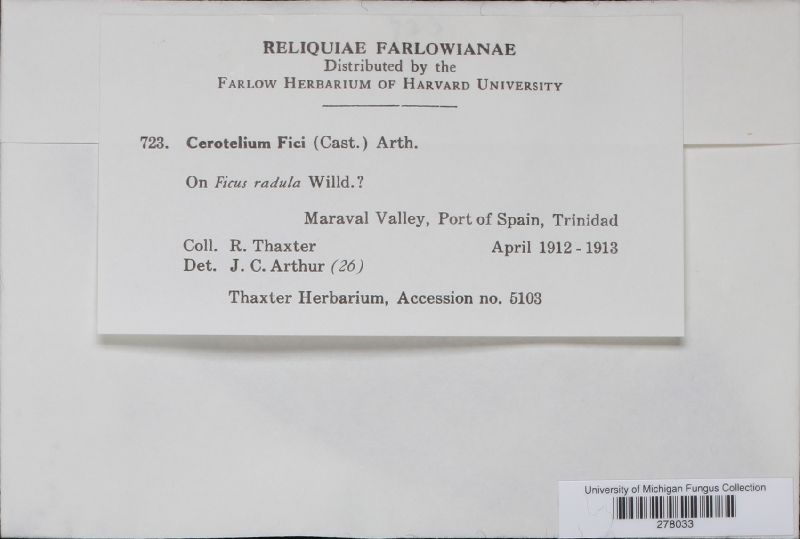 RELIQUIAE FARLOWIANAE
Distributed by the
FARLOW HERBARIUM OF HARVARD UNIVERSITY
723. Cerotelium Fici (Cast.) Arth.
On Ficus radula Willd.?
Maraval Valley, Port of Spain, Trinidad
Coll. R. Thaxter April 1912-1913
Det. J. C. Arthur (26)
Thaxter Herbarium, Accession no. 5103
University of Michigan Fungus Collection
278033